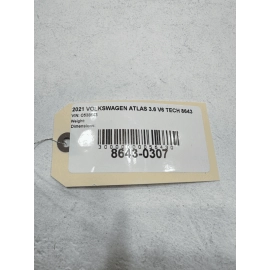 2021 VOLKSWAGEN ATLAS 3.6 V6 TECH 8643
VIN:
Weight:
Dimensions:
8643-0307